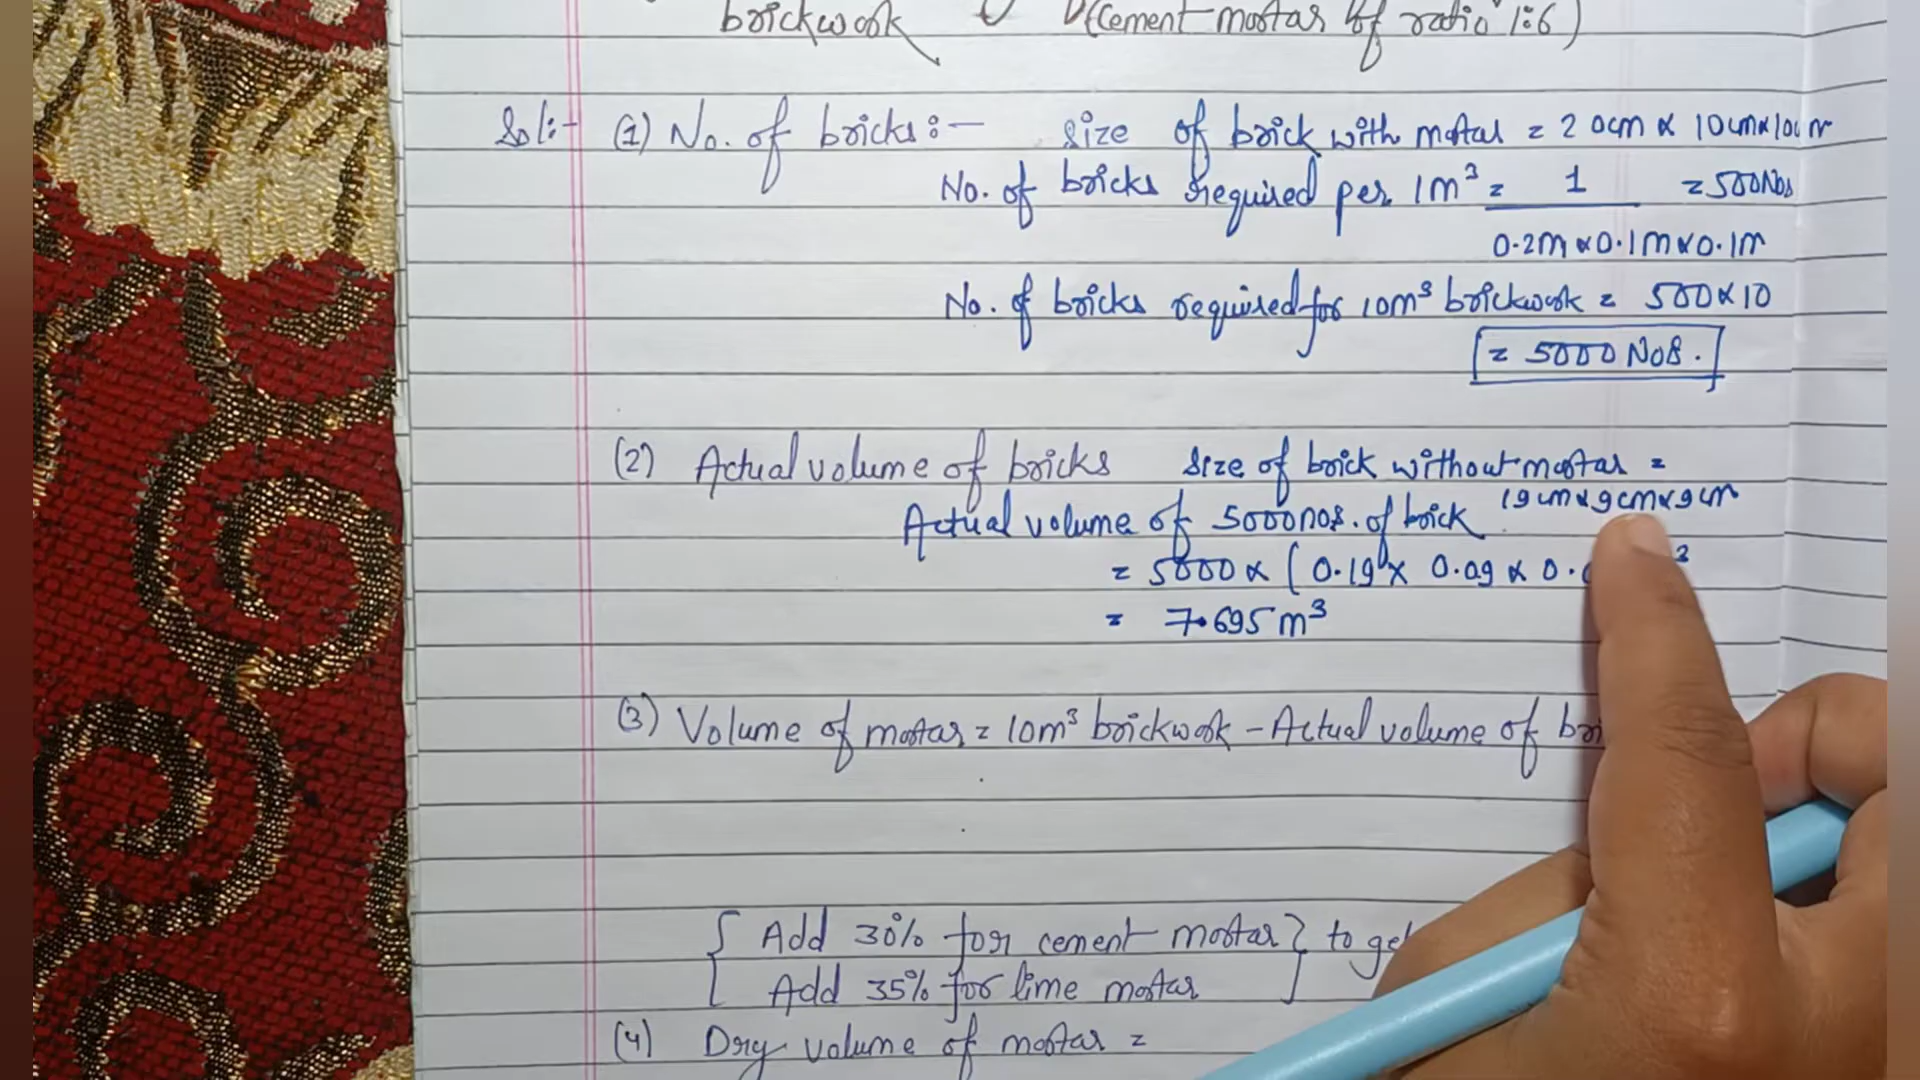 brickwork (Cement mortar of ratio 1:6)
Sol:- (1) No. of bricks:- Size of brick with mortar = 20cm x 10cm x 10cm
No. of bricks required per 1m³ = 1 = 500Nos
0.2m x 0.1m x 0.1m
No. of bricks required for 10m³ brickwork = 500 x 10
= 5000 Nos.
(2) Actual volume of bricks Size of brick without mortar =
19cm x 9cm x 9cm
Actual volume of 5000 nos. of brick
= 5000 x (0.19 x 0.09 x 0.
= 7.695 m³
(3) Volume of mortar = 10m³ brickwork - Actual volume of bri
Add 30% for cement mortar } to get
Add 35% for lime mortar
(4) Dry volume of mortar =